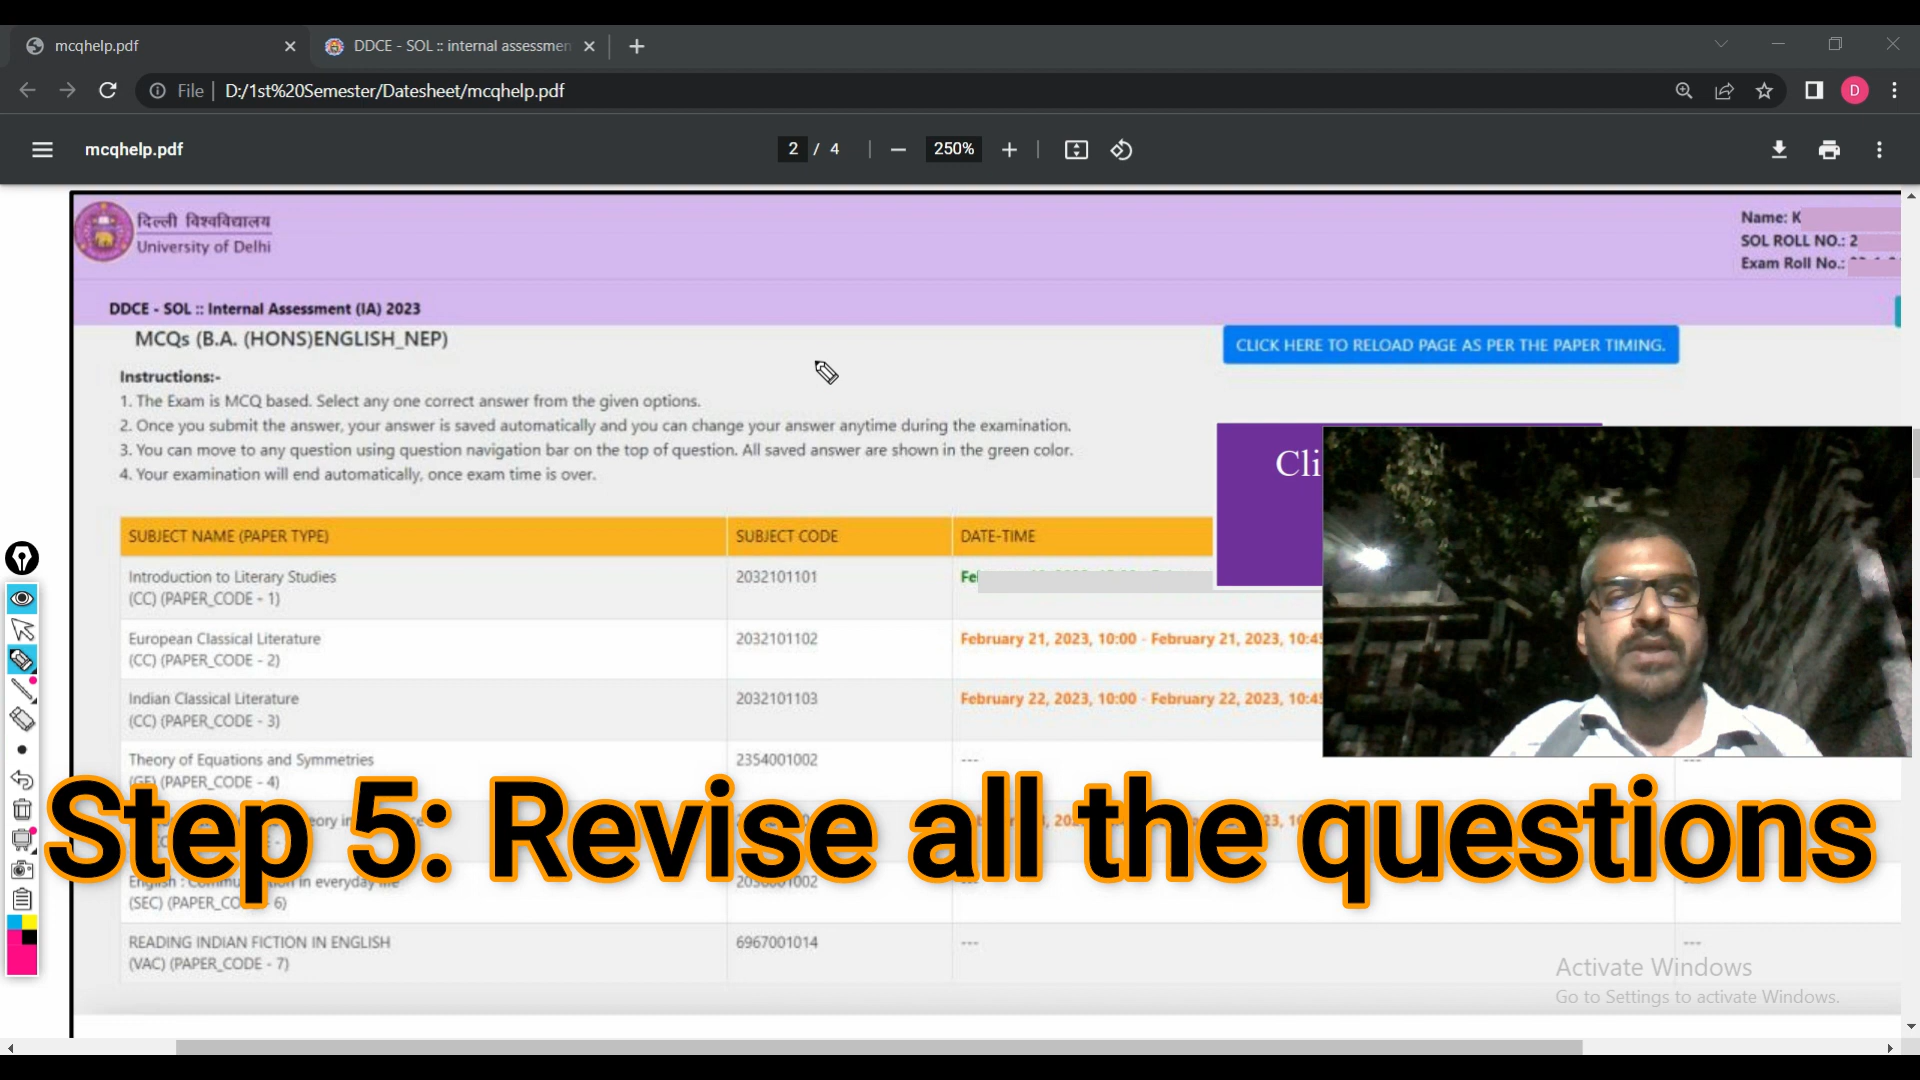 mcqhelp.pdf
DDCE - SOL :: internal assessmen
File
D:/1st%20Semester/Datesheet/mcqhelp.pdf
D
mcqhelp.pdf
2 / 4
250%
दिल्ली विश्वविद्यालय
University of Delhi
Name: K
SOL ROLL NO.: 2
Exam Roll No.:
DDCE - SOL :: Internal Assessment (IA) 2023
MCQs (B.A. (HONS)ENGLISH_NEP)
CLICK HERE TO RELOAD PAGE AS PER THE PAPER TIMING.
Instructions:-
1. The Exam is MCQ based. Select any one correct answer from the given options.
2. Once you submit the answer, your answer is saved automatically and you can change your answer anytime during the examination.
3. You can move to any question using question navigation bar on the top of question. All saved answer are shown in the green color.
4. Your examination will end automatically, once exam time is over.
Cli
SUBJECT NAME (PAPER TYPE) SUBJECT CODE DATE-TIME
Introduction to Literary Studies 2032101101 Fe
(CC) (PAPER_CODE - 1)
European Classical Literature 2032101102 February 21, 2023, 10:00 - February 21, 2023, 10:45
(CC) (PAPER_CODE - 2)
Indian Classical Literature 2032101103 February 22, 2023, 10:00 - February 22, 2023, 10:45
(CC) (PAPER_CODE - 3)
Theory of Equations and Symmetries 2354001002 --- ---
(GE) (PAPER_CODE - 4)
Step 5: Revise all the questions
English : in everyday ---
(SEC) 6)
READING INDIAN FICTION IN ENGLISH 6967001014 --- ---
(VAC) (PAPER_CODE - 7)
Activate Windows
Go to Settings to activate Windows.